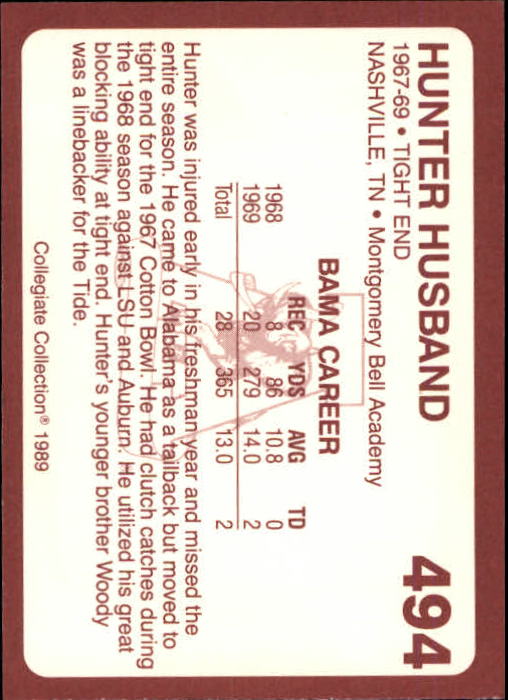 HUNTER HUSBAND 494
1967-69 • TIGHT END
NASHVILLE, TN • Montgomery Bell Academy
BAMA CAREER
REC YDS AVG TD
1968 8 86 10.8 0
1969 20 279 14.0 2
Total 28 365 13.0 2
Hunter was injured early in his freshman year and missed the
entire season. He came to Alabama as a tailback but moved to
tight end for the 1967 Cotton Bowl. He had clutch catches during
the 1968 season against LSU and Auburn. He utilized his great
blocking ability at tight end. Hunter's younger brother Woody
was a linebacker for the Tide.
Collegiate Collection® 1989